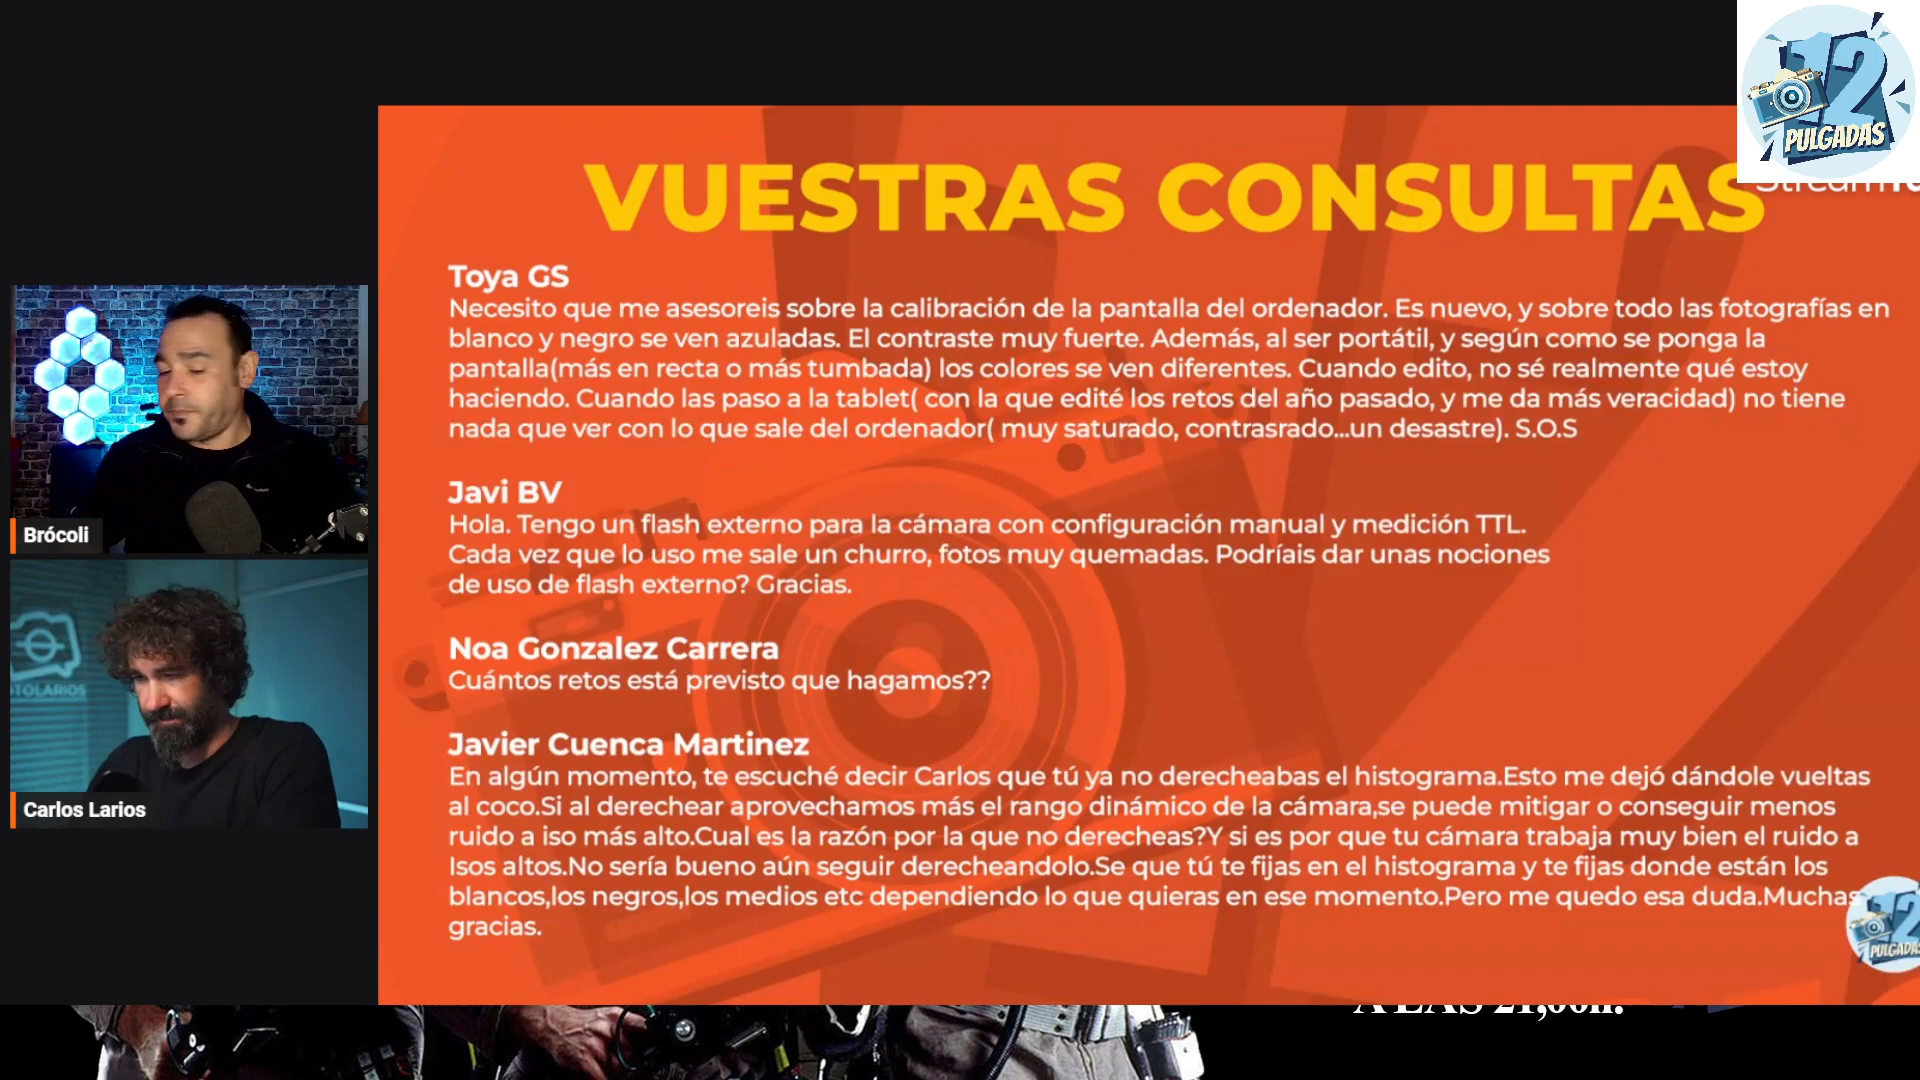 12
PULGADAS
VUESTRAS CONSULTAS
Toya GS
Necesito que me asesoreis sobre la calibración de la pantalla del ordenador. Es nuevo, y sobre todo las fotografías en
blanco y negro se ven azuladas. El contraste muy fuerte. Además, al ser portátil, y según como se ponga la
pantalla(más en recta o más tumbada) los colores se ven diferentes. Cuando edito, no sé realmente qué estoy
haciendo. Cuando las paso a la tablet( con la que edité los retos del año pasado, y me da más veracidad) no tiene
nada que ver con lo que sale del ordenador( muy saturado, contrasrado...un desastre). S.O.S
Javi BV
Hola. Tengo un flash externo para la cámara con configuración manual y medición TTL.
Cada vez que lo uso me sale un churro, fotos muy quemadas. Podríais dar unas nociones
de uso de flash externo? Gracias.
Noa Gonzalez Carrera
Cuántos retos está previsto que hagamos??
Javier Cuenca Martinez
En algún momento, te escuché decir Carlos que tú ya no derecheabas el histograma.Esto me dejó dándole vueltas
al coco.Si al derechear aprovechamos más el rango dinámico de la cámara,se puede mitigar o conseguir menos
ruido a iso más alto.Cual es la razón por la que no derecheas?Y si es por que tu cámara trabaja muy bien el ruido a
Isos altos.No sería bueno aún seguir derecheandolo.Se que tú te fijas en el histograma y te fijas donde están los
blancos,los negros,los medios etc dependiendo lo que quieras en ese momento.Pero me quedo esa duda.Muchas
gracias.
Brócoli
Carlos Larios
12
PULGADAS
A LAS 21,00h.